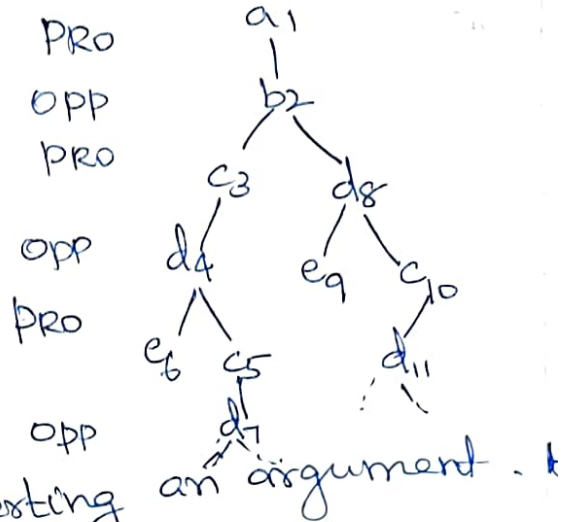 PRO a1
OPP b2
PRO c3 d8
OPP d4 e9 c10
PRO e6 c5 d11
OPP d7
an argument.